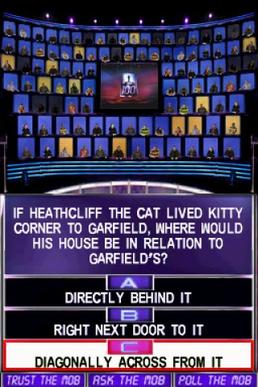 100
IF HEATHCLIFF THE CAT LIVED KITTY
CORNER TO GARFIELD, WHERE WOULD
HIS HOUSE BE IN RELATION TO
GARFIELD'S?
A
DIRECTLY BEHIND IT
B
RIGHT NEXT DOOR TO IT
C
DIAGONALLY ACROSS FROM IT
TRUST THE MOB ASK THE MOB POLL THE MOB